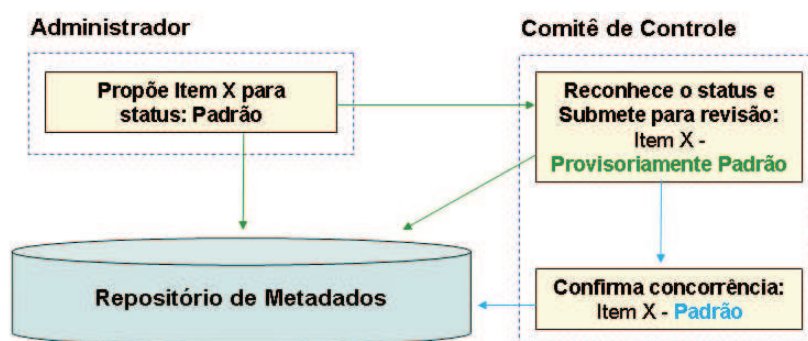 Administrador
Comitê de Controle
Propõe Item X para
status: Padrão
Reconhece o status e
Submete para revisão:
Item X -
Provisoriamente Padrão
Repositório de Metadados
Confirma concorrência:
Item X - Padrão